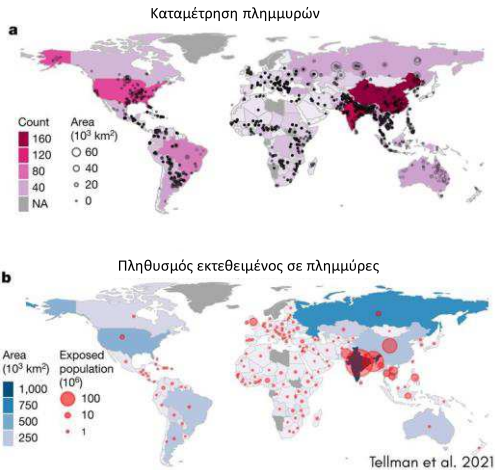 Καταμέτρηση πλημμυρών
a
Count
160
120
80
40
NA
Area
(10³ km²)
60
40
20
0
Πληθυσμός εκτεθειμένος σε πλημμύρες
b
Area
(10³ km²)
1,000
750
500
250
Exposed
population
(10⁶)
100
10
1
Tellman et al. 2021